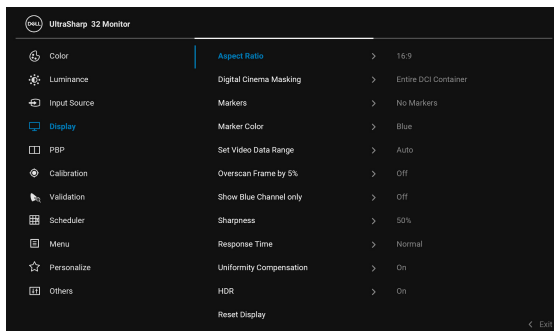 DELL UltraSharp 32 Monitor
Color
Luminance
Input Source
Display
PBP
Calibration
Validation
Scheduler
Menu
Personalize
Others
Aspect Ratio > 16:9
Digital Cinema Masking > Entire DCI Container
Markers > No Markers
Marker Color > Blue
Set Video Data Range > Auto
Overscan Frame by 5% > Off
Show Blue Channel only > Off
Sharpness > 50%
Response Time > Normal
Uniformity Compensation > On
HDR > On
Reset Display
< Exit